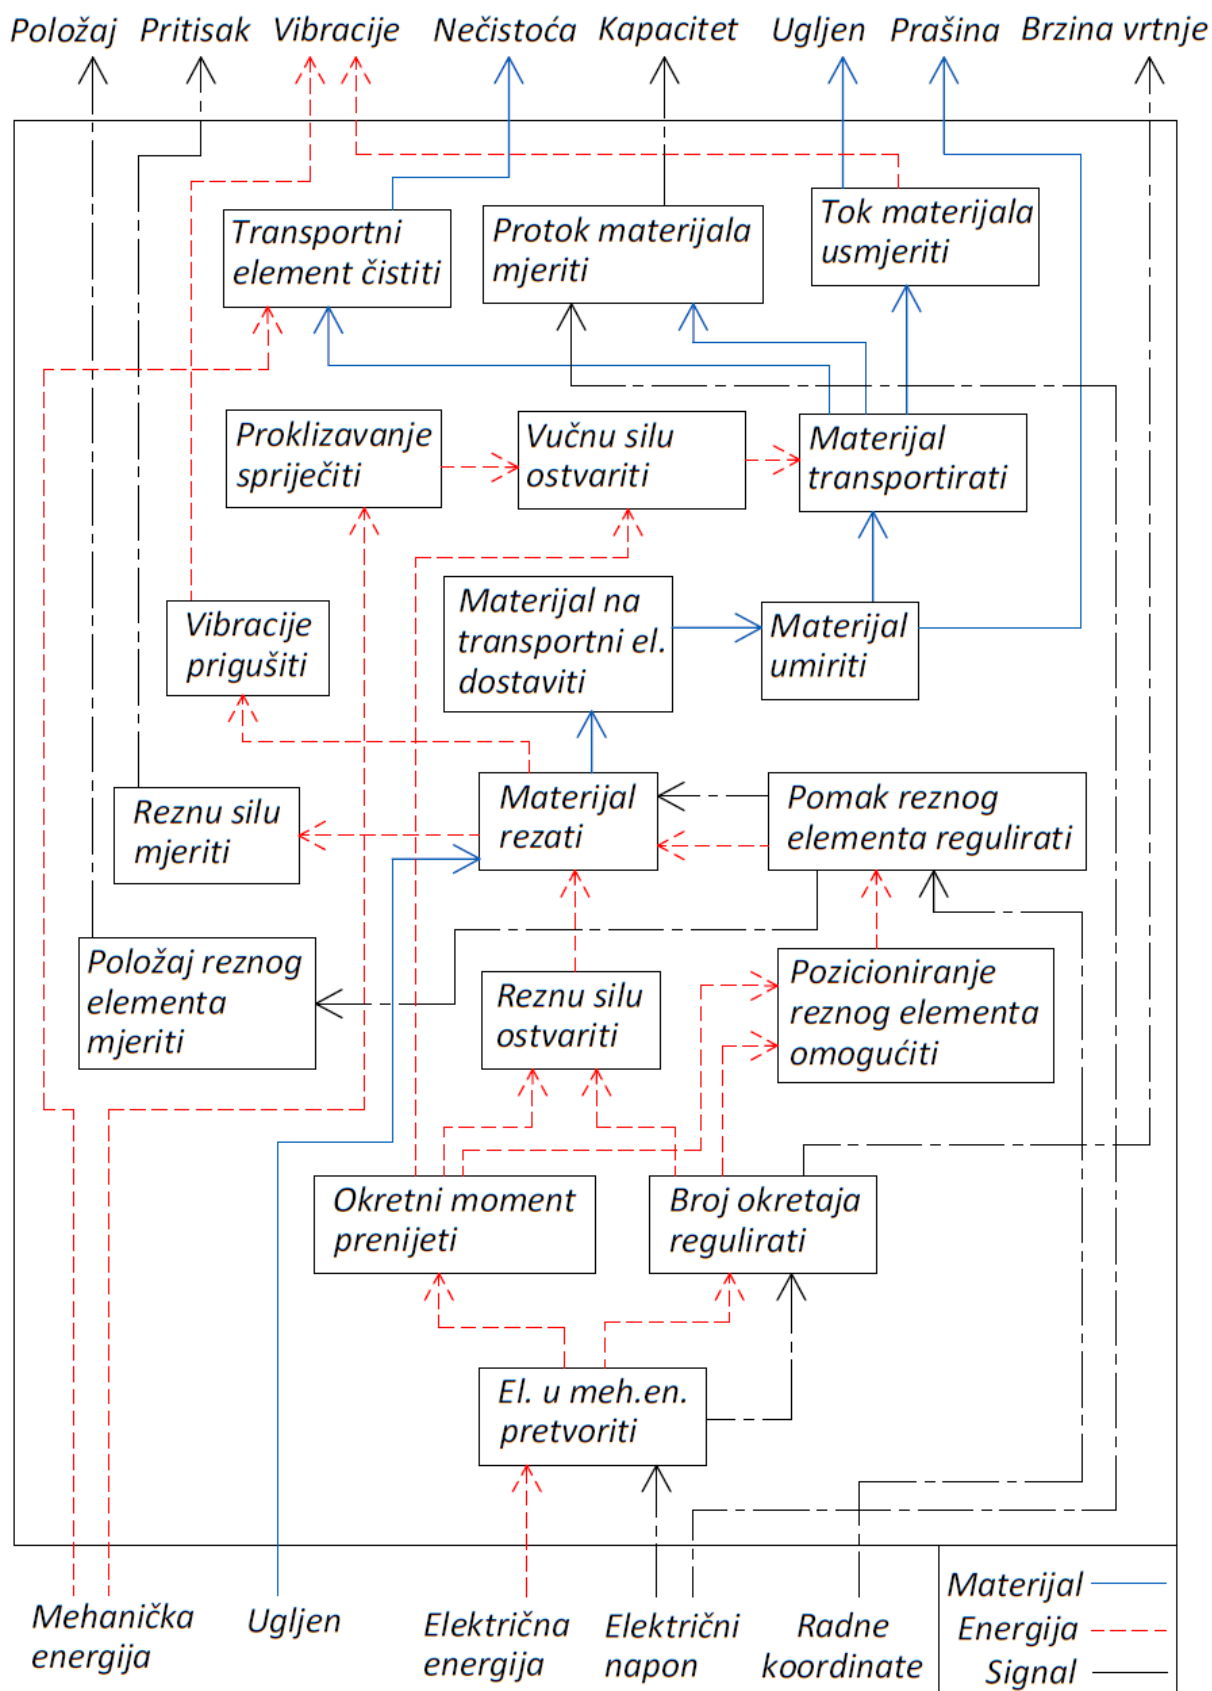 Položaj Pritisak Vibracije Nečistoća Kapacitet Ugljen Prašina Brzina vrtnje
Transportni
element čistiti
Protok materijala
mjeriti
Tok materijala
usmjeriti
Proklizavanje
spriječiti
Vučnu silu
ostvariti
Materijal
transportirati
Vibracije
prigušiti
Materijal na
transportni el.
dostaviti
Materijal
umiriti
Reznu silu
mjeriti
Materijal
rezati
Pomak reznog
elementa regulirati
Položaj reznog
elementa
mjeriti
Reznu silu
ostvariti
Pozicioniranje
reznog elementa
omogućiti
Okretni moment
prenijeti
Broj okretaja
regulirati
El. u meh.en.
pretvoriti
Mehanička
energija
Ugljen
Električna
energija
Električni
napon
Radne
koordinate
Materijal
Energija
Signal